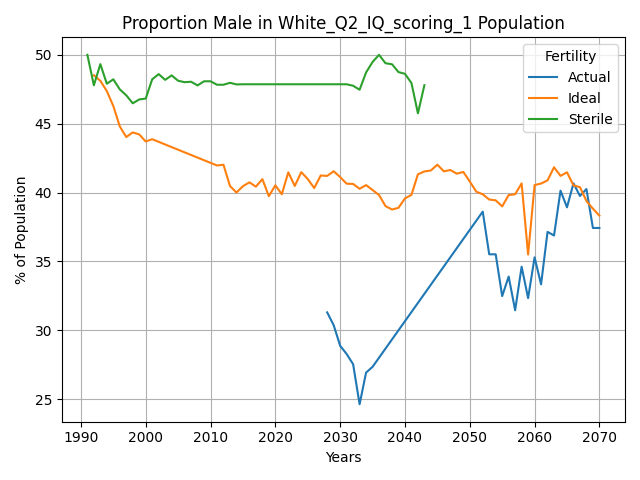 Proportion Male in White_Q2_IQ_scoring_1 Population
Fertility
Actual
Ideal
Sterile
50
45
40
35
30
25
% of Population
1990 2000 2010 2020 2030 2040 2050 2060 2070
Years